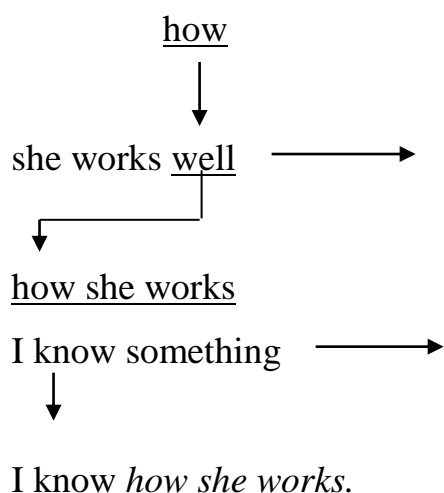 how
she works well
how she works
I know something
I know how she works.